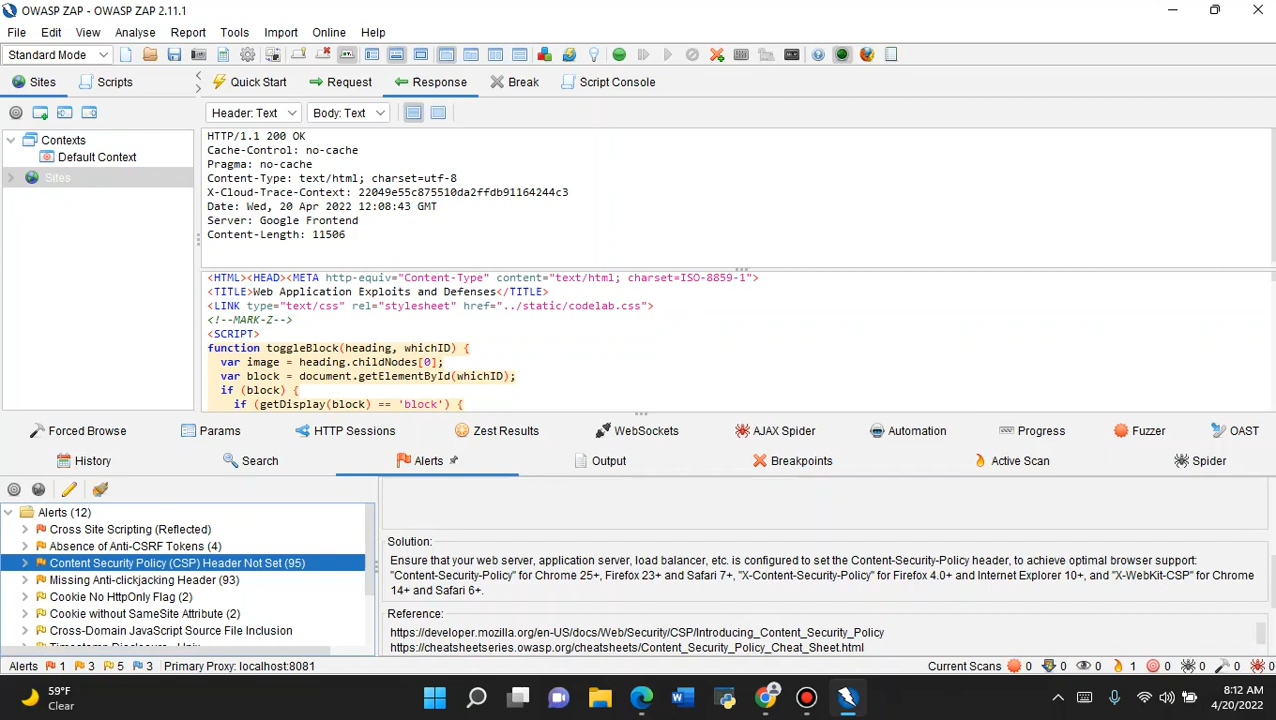 OWASP ZAP - OWASP ZAP 2.11.1
File Edit View Analyse Report Tools Import Online Help
Standard Mode
Sites Scripts Quick Start Request Response Break Script Console
Header: Text Body: Text
Contexts
Default Context
Sites
HTTP/1.1 200 OK
Cache-Control: no-cache
Pragma: no-cache
Content-Type: text/html; charset=utf-8
X-Cloud-Trace-Context: 22049e55c875510da2ffdb91164244c3
Date: Wed, 20 Apr 2022 12:08:43 GMT
Server: Google Frontend
Content-Length: 11506
<HTML><HEAD><META http-equiv="Content-Type" content="text/html; charset=ISO-8859-1">
<TITLE>Web Application Exploits and Defenses</TITLE>
<LINK type="text/css" rel="stylesheet" href="../static/codelab.css">
<!--MARK-Z-->
<SCRIPT>
function toggleBlock(heading, whichID) {
var image = heading.childNodes[0];
var block = document.getElementById(whichID);
if (block) {
if (getDisplay(block) == 'block') {
Forced Browse Params HTTP Sessions Zest Results WebSockets AJAX Spider Automation Progress Fuzzer OAST
History Search Alerts Output Breakpoints Active Scan Spider
Alerts (12)
Cross Site Scripting (Reflected)
Absence of Anti-CSRF Tokens (4)
Content Security Policy (CSP) Header Not Set (95)
Missing Anti-clickjacking Header (93)
Cookie No HttpOnly Flag (2)
Cookie without SameSite Attribute (2)
Cross-Domain JavaScript Source File Inclusion
Timestamp Disclosure - Unix
Solution:
Ensure that your web server, application server, load balancer, etc. is configured to set the Content-Security-Policy header, to achieve optimal browser support:
"Content-Security-Policy" for Chrome 25+, Firefox 23+ and Safari 7+, "X-Content-Security-Policy" for Firefox 4.0+ and Internet Explorer 10+, and "X-WebKit-CSP" for Chrome
14+ and Safari 6+.
Reference:
https://developer.mozilla.org/en-US/docs/Web/Security/CSP/Introducing_Content_Security_Policy
https://cheatsheetseries.owasp.org/cheatsheets/Content_Security_Policy_Cheat_Sheet.html
Alerts 1 3 5 3 Primary Proxy: localhost:8081 Current Scans 0 0 0 1 0 0 0 0
59°F
Clear
8:12 AM
4/20/2022